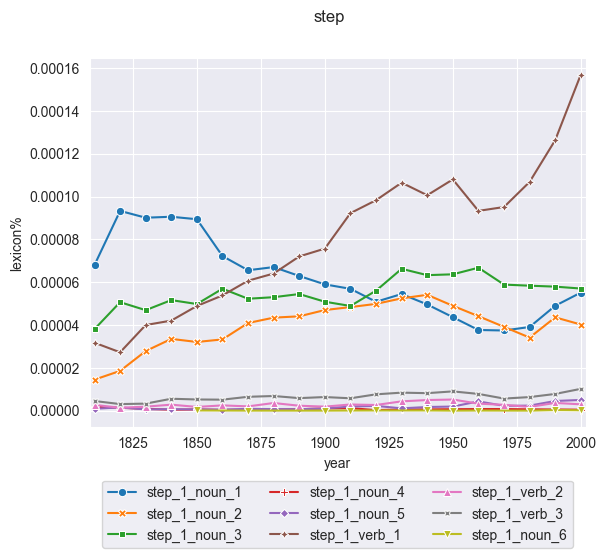 step
0.00016
0.00014
0.00012
0.00010
0.00008
0.00006
0.00004
0.00002
0.00000
lexicon%
1825 1850 1875 1900 1925 1950 1975 2000
year
step_1_noun_1 step_1_noun_4 step_1_verb_2
step_1_noun_2 step_1_noun_5 step_1_verb_3
step_1_noun_3 step_1_verb_1 step_1_noun_6